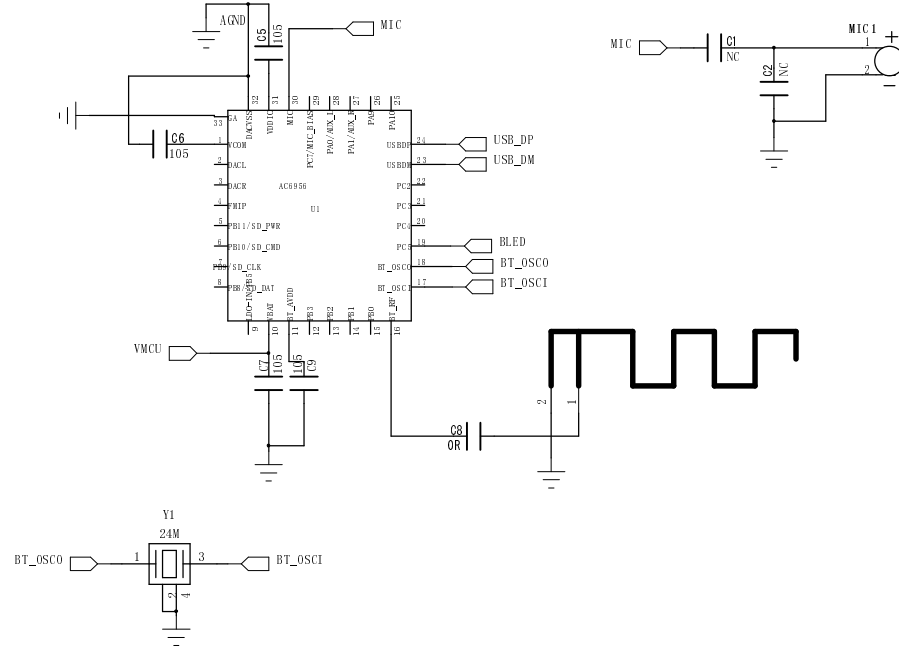 AGND
C5
105
MIC
MIC
C1
NC
C2
NC
MIC1
1
2
+
−
32
31
30
29
28
27
26
25
DACVSS
VDDIO
MIC
PC7/MIC_BIAS
PA0/AUX_L
PA1/AUX_R
PA9
PA10
33
GA
C6
105
1
VCOM
2
DACL
3
DACR
4
FMIP
5
PB11/SD_PWR
6
PB10/SD_CMD
7
PB9/SD_CLK
8
PB8/SD_DAT
AC6956
U1
USBDP
24
USB_DP
USBDM
23
USB_DM
PC2
22
PC3
21
PC4
20
PC5
19
BLED
BT_OSCO
18
BT_OSCO
BT_OSCI
17
BT_OSCI
VBAT
BT_AVDD
PB3
PB2
PB1
PB0
BT_RF
9
10
11
12
13
14
15
16
VMCU
C7
105
105
C9
C8
0R
2
1
Y1
24M
BT_OSCO
1
3
BT_OSCI
2
4